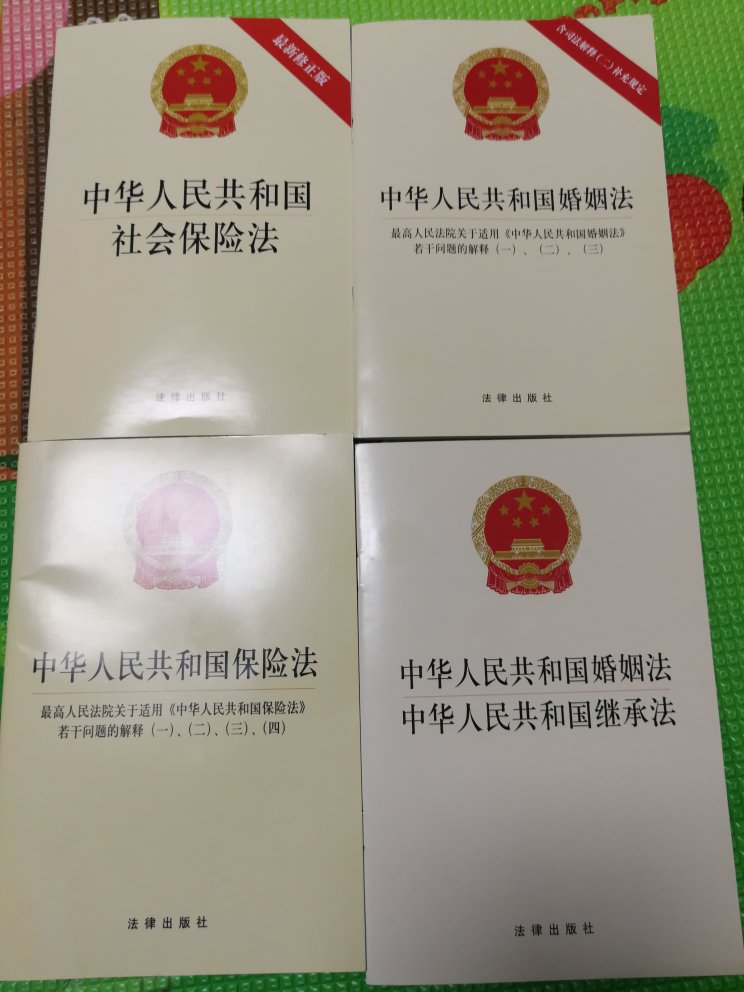 最新修正版
中华人民共和国
社会保险法
法律出版社
含司法解释(二)补充规定
中华人民共和国婚姻法
最高人民法院关于适用《中华人民共和国婚姻法》
若干问题的解释(一)、(二)、(三)
法律出版社
中华人民共和国保险法
最高人民法院关于适用《中华人民共和国保险法》
若干问题的解释(一)、(二)、(三)、(四)
法律出版社
中华人民共和国婚姻法
中华人民共和国继承法
法律出版社